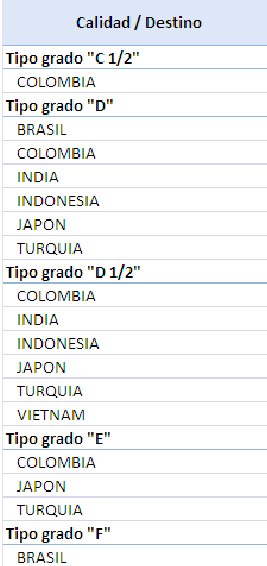 Calidad / Destino
Tipo grado "C 1/2"
COLOMBIA
Tipo grado "D"
BRASIL
COLOMBIA
INDIA
INDONESIA
JAPON
TURQUIA
Tipo grado "D 1/2"
COLOMBIA
INDIA
INDONESIA
JAPON
TURQUIA
VIETNAM
Tipo grado "E"
COLOMBIA
JAPON
TURQUIA
Tipo grado "F"
BRASIL